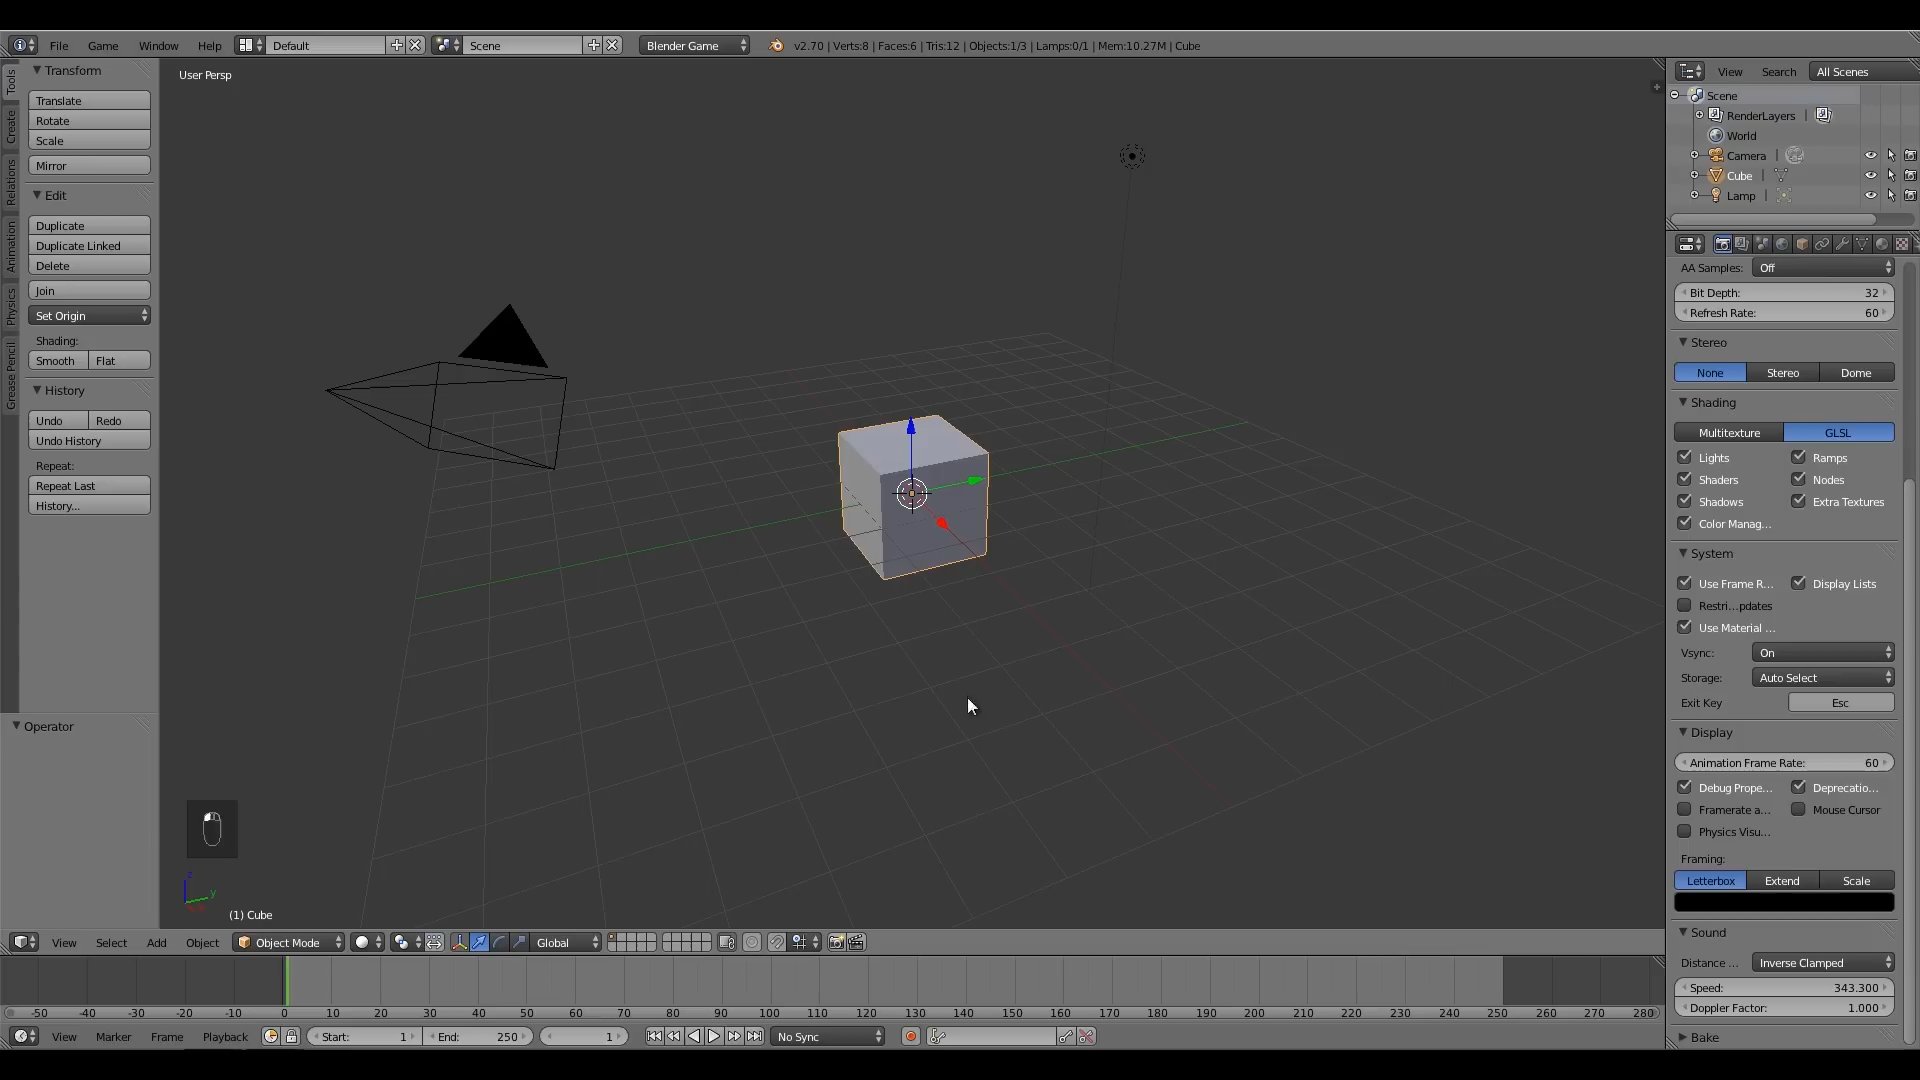 File Game Window Help Default Scene Blender Game v2.70 | Verts:8 | Faces:6 | Tris:12 | Objects:1/3 | Lamps:0/1 | Mem:10.27M | Cube
Tools
Create
Relations
Animation
Physics
Grease Pencil
Transform
Translate
Rotate
Scale
Mirror
Edit
Duplicate
Duplicate Linked
Delete
Join
Set Origin
Shading:
Smooth Flat
History
Undo Redo
Undo History
Repeat:
Repeat Last
History...
Operator
User Persp
z
y
(1) Cube
View Search All Scenes
Scene
RenderLayers |
World
Camera |
Cube |
Lamp |
AA Samples: Off
Bit Depth: 32
Refresh Rate: 60
Stereo
None Stereo Dome
Shading
Multitexture GLSL
Lights Ramps
Shaders Nodes
Shadows Extra Textures
Color Manag...
System
Use Frame R... Display Lists
Restri...pdates
Use Material ...
Vsync: On
Storage: Auto Select
Exit Key Esc
Display
Animation Frame Rate: 60
Debug Prope... Deprecatio...
Framerate a... Mouse Cursor
Physics Visu...
Framing:
Letterbox Extend Scale
Sound
Distance ... Inverse Clamped
Speed: 343.300
Doppler Factor: 1.000
Bake
View Select Add Object Object Mode Global
-50 -40 -30 -20 -10 0 10 20 30 40 50 60 70 80 90 100 110 120 130 140 150 160 170 180 190 200 210 220 230 240 250 260 270 280
View Marker Frame Playback Start: 1 End: 250 1 No Sync